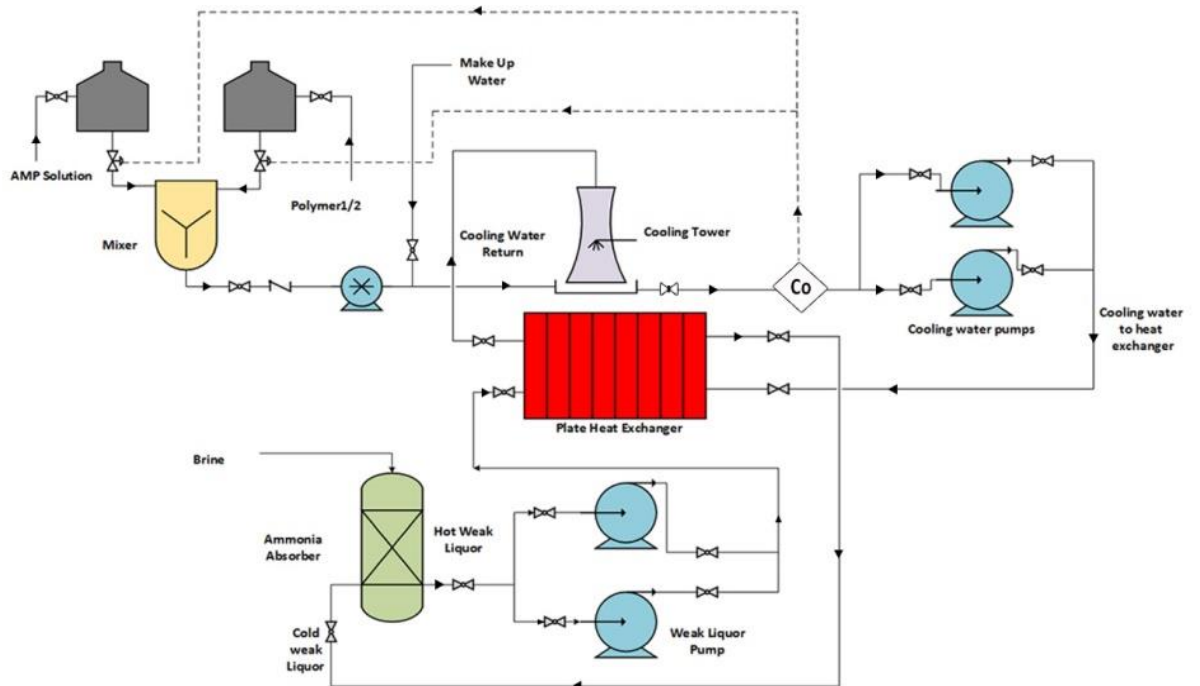 Make Up
Water
AMP Solution
Polymer1/2
Mixer
Cooling Water
Return
Cooling Tower
Co
Cooling water pumps
Cooling water
to heat
exchanger
Plate Heat Exchanger
Brine
Ammonia
Absorber
Hot Weak
Liquor
Cold
weak
Liquor
Weak Liquor
Pump